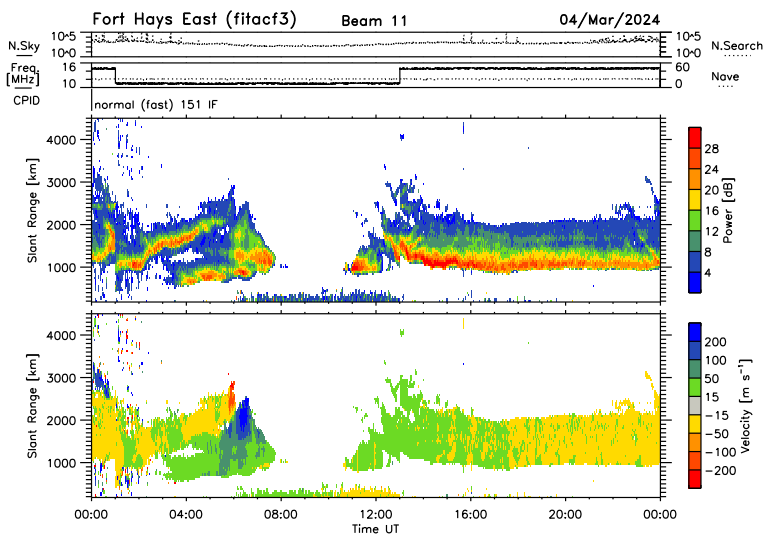 Fort Hays East (fitacf3) Beam 11 04/Mar/2024
N.Sky 10^5 10^0 10^5 10^0 N.Search
Freq. [MHz] 16 10 60 0 Nave
CPID normal (fast) 151 IF
Slant Range [km] 4000 3000 2000 1000
Power [dB] 28 24 20 16 12 8 4
Slant Range [km] 4000 3000 2000 1000
Velocity [m s⁻¹] 200 100 50 15 −15 −50 −100 −200
00:00 04:00 08:00 12:00 16:00 20:00 00:00
Time UT